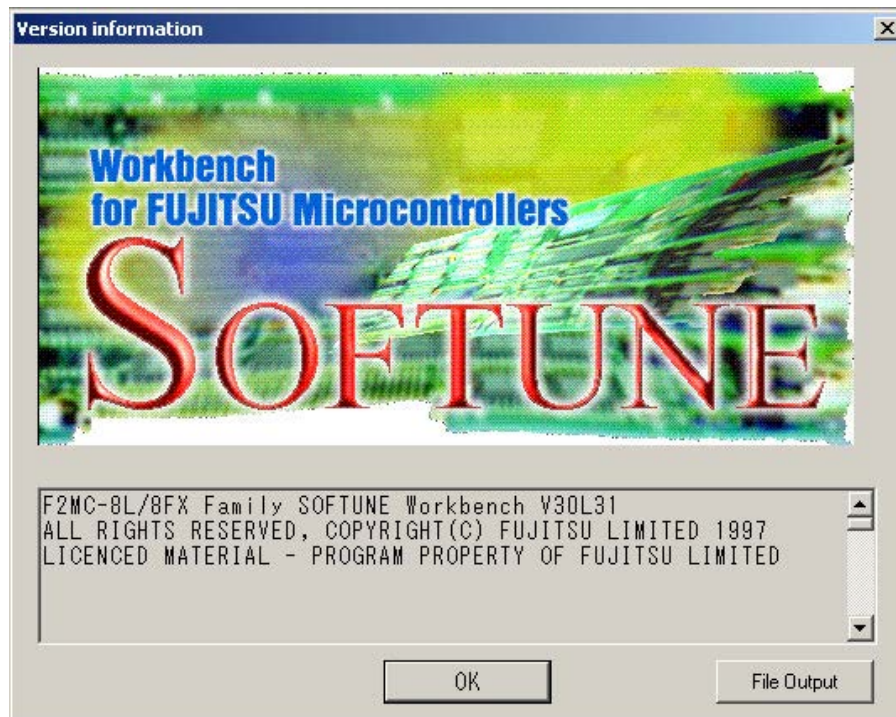 Version information
Workbench
for FUJITSU Microcontrollers
SOFTUNE
F2MC-8L/8FX Family SOFTUNE Workbench V30L31
ALL RIGHTS RESERVED, COPYRIGHT(C) FUJITSU LIMITED 1997
LICENCED MATERIAL - PROGRAM PROPERTY OF FUJITSU LIMITED
OK
File Output